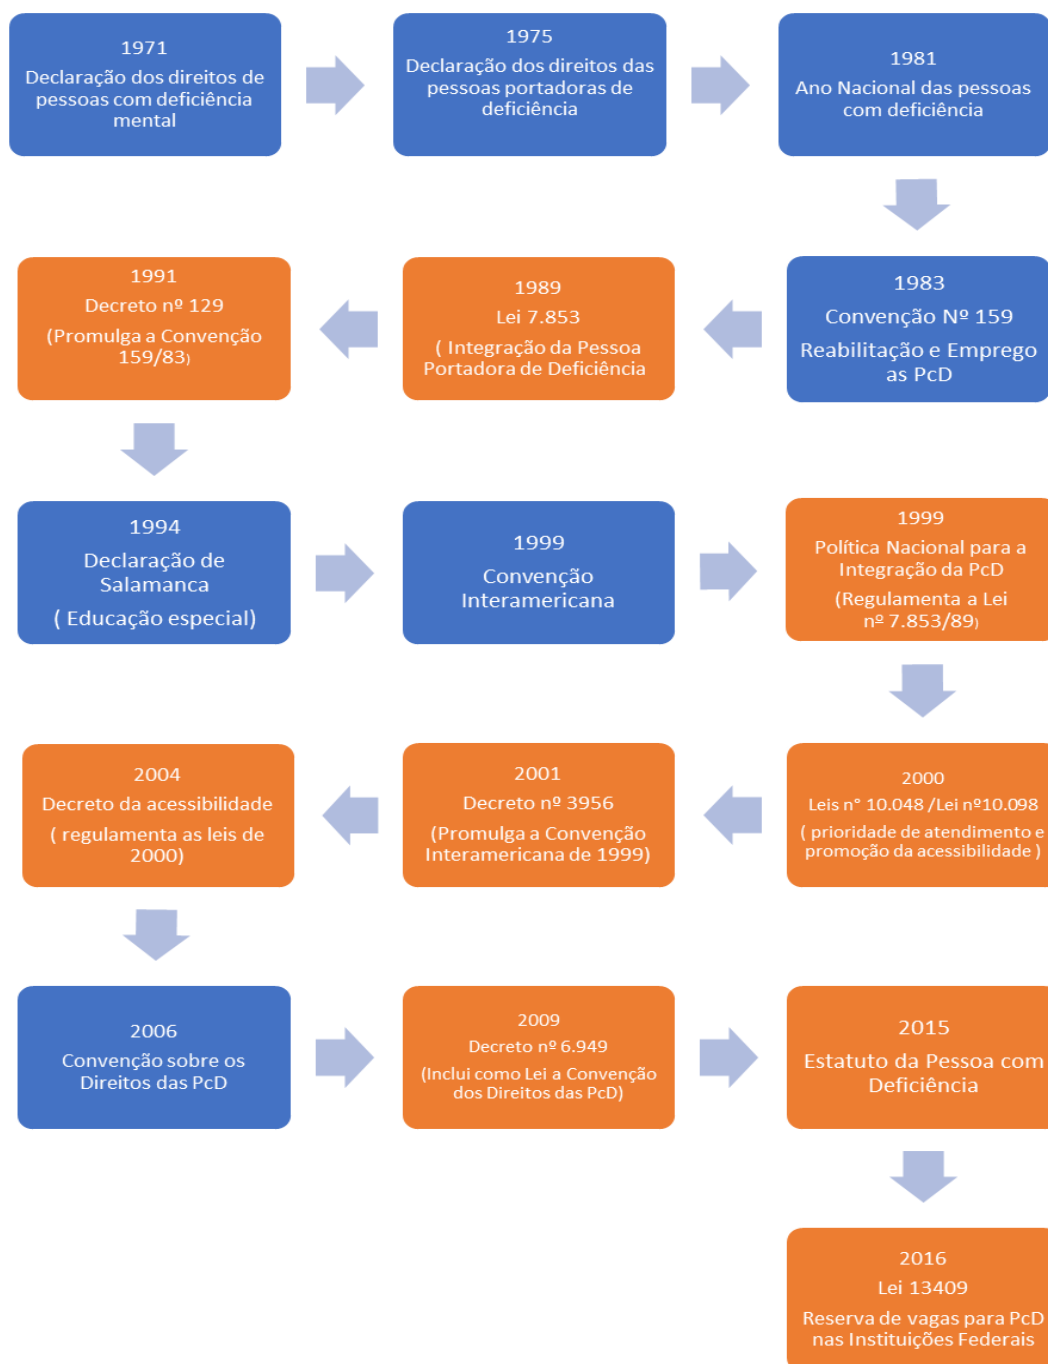 1971
Declaração dos direitos de
pessoas com deficiência
mental
1975
Declaração dos direitos das
pessoas portadoras de
deficiência
1981
Ano Nacional das pessoas
com deficiência
1983
Convenção Nº 159
Reabilitação e Emprego
as PcD
1989
Lei 7.853
( Integração da Pessoa
Portadora de Deficiência
1991
Decreto nº 129
(Promulga a Convenção
159/83)
1994
Declaração de
Salamanca
( Educação especial)
1999
Convenção
Interamericana
1999
Política Nacional para a
Integração da PcD
(Regulamenta a Lei
nº 7.853/89)
2000
Leis n° 10.048 /Lei nº10.098
( prioridade de atendimento e
promoção da acessibilidade )
2001
Decreto nº 3956
(Promulga a Convenção
Interamericana de 1999)
2004
Decreto da acessibilidade
( regulamenta as leis de
2000)
2006
Convenção sobre os
Direitos das PcD
2009
Decreto nº 6.949
(Inclui como Lei a Convenção
dos Direitos das PcD)
2015
Estatuto da Pessoa com
Deficiência
2016
Lei 13409
Reserva de vagas para PcD
nas Instituições Federais